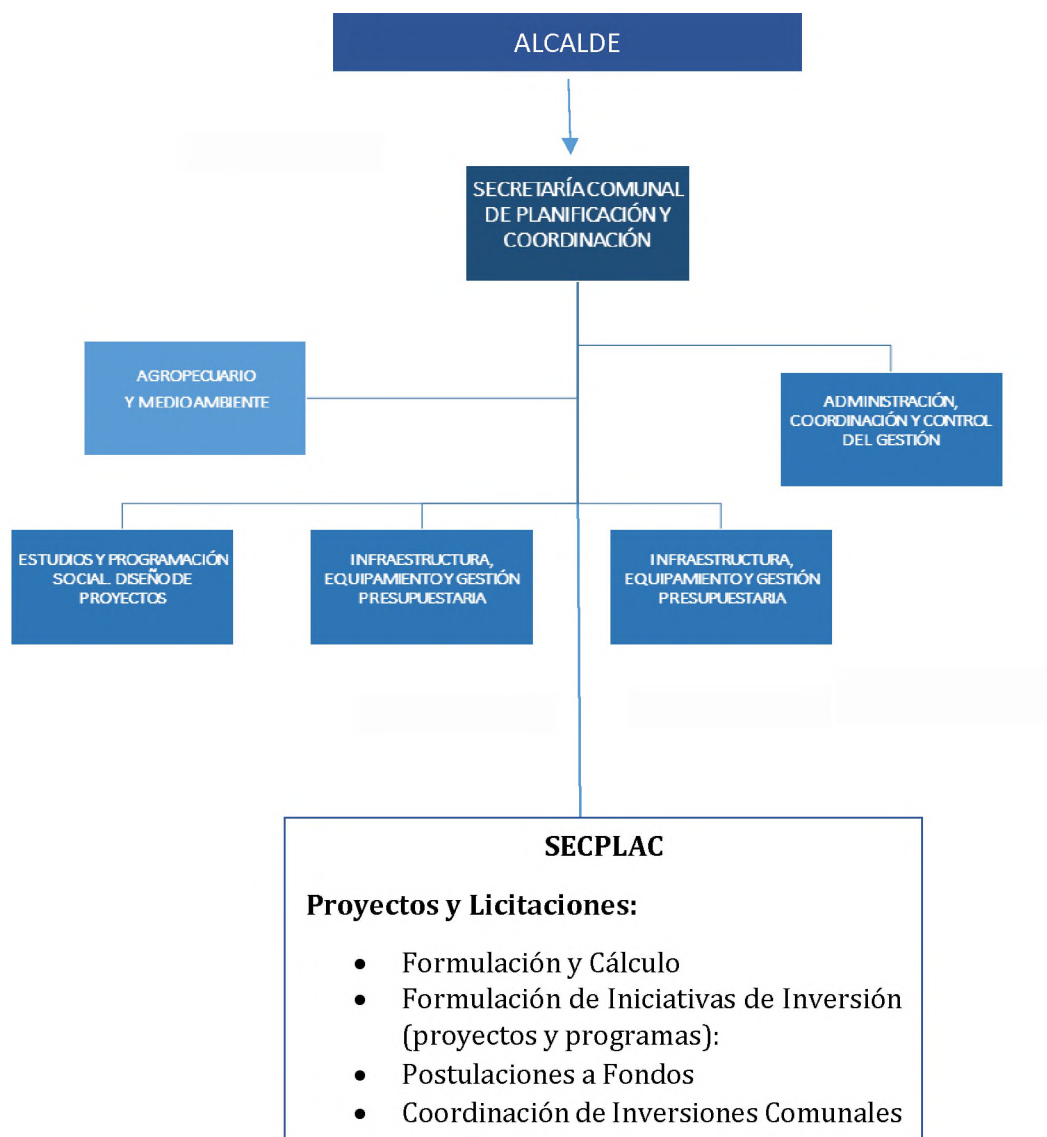 ALCALDE
SECRETARÍA COMUNAL
DE PLANIFICACIÓN Y
COORDINACIÓN
AGROPECUARIO
Y MEDIO AMBIENTE
ADMINISTRACIÓN,
COORDINACIÓN Y CONTROL
DEL GESTIÓN
ESTUDIOS Y PROGRAMACIÓN
SOCIAL. DISEÑO DE
PROYECTOS
INFRAESTRUCTURA,
EQUIPAMIENTO Y GESTIÓN
PRESUPUESTARIA
INFRAESTRUCTURA,
EQUIPAMIENTO Y GESTIÓN
PRESUPUESTARIA
SECPLAC
Proyectos y Licitaciones:
• Formulación y Cálculo
• Formulación de Iniciativas de Inversión
(proyectos y programas):
• Postulaciones a Fondos
• Coordinación de Inversiones Comunales